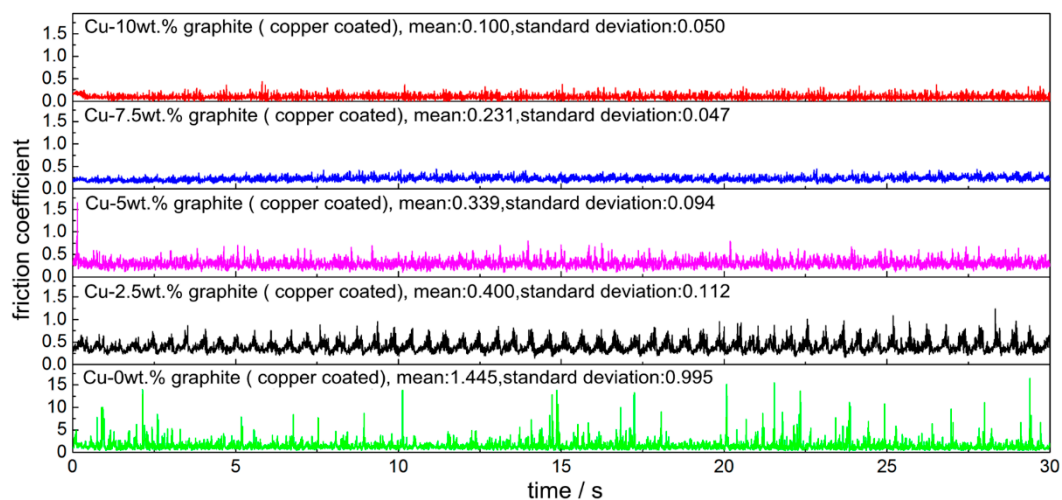 Cu-10wt.% graphite ( copper coated), mean:0.100,standard deviation:0.050
1.5
1.0
0.5
0.0
Cu-7.5wt.% graphite ( copper coated), mean:0.231,standard deviation:0.047
1.5
1.0
0.5
0.0
Cu-5wt.% graphite ( copper coated), mean:0.339,standard deviation:0.094
1.5
1.0
0.5
0.0
Cu-2.5wt.% graphite ( copper coated), mean:0.400,standard deviation:0.112
1.5
1.0
0.5
0.0
Cu-0wt.% graphite ( copper coated), mean:1.445,standard deviation:0.995
15
10
5
0
friction coefficient
0 5 10 15 20 25 30
time / s